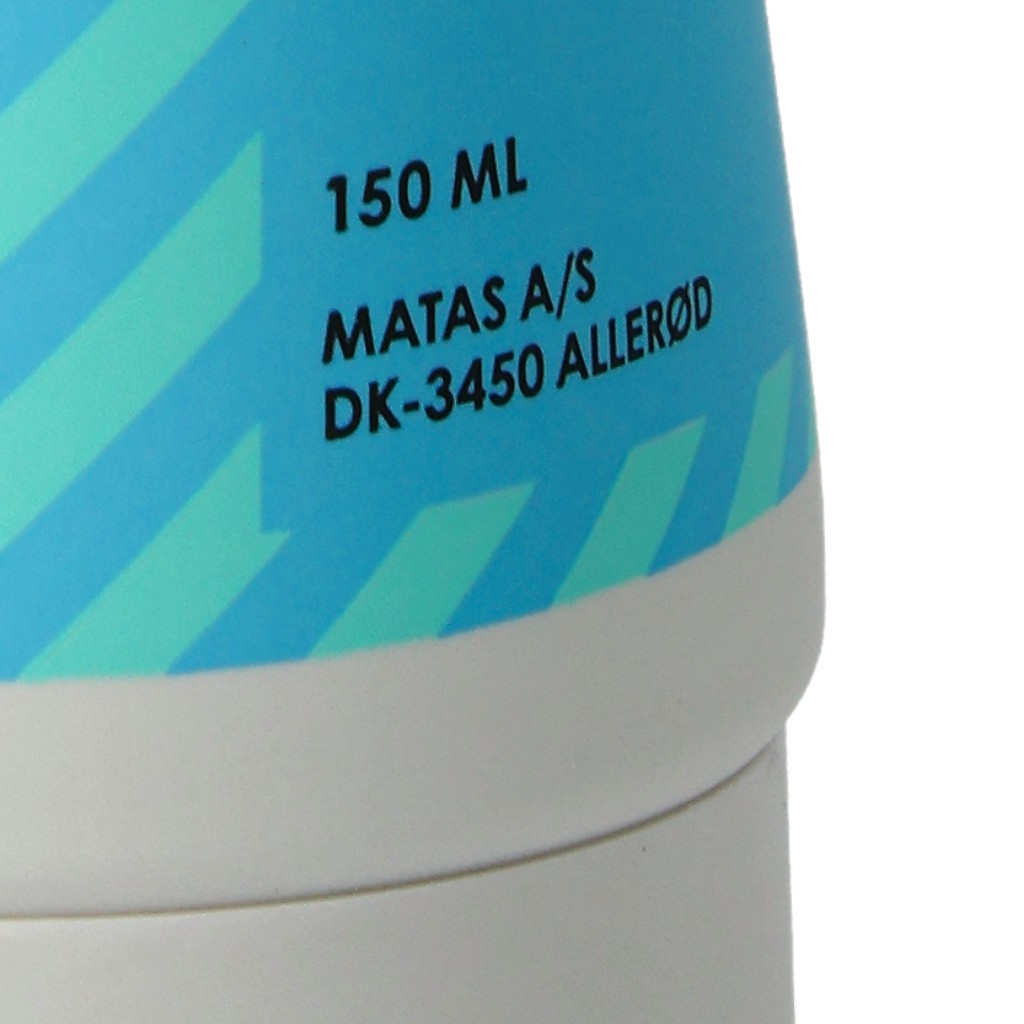 150 ML
MATAS A/S
DK-3450 ALLERØD